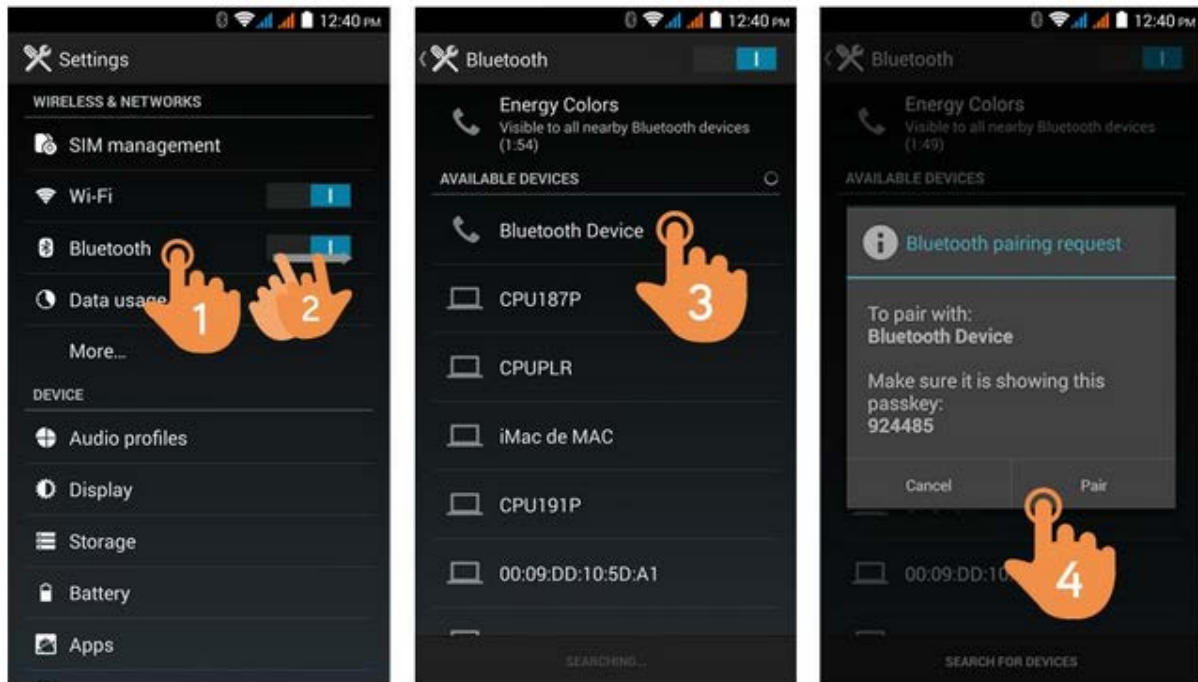 12:40 PM
Settings
WIRELESS & NETWORKS
SIM management
Wi-Fi
Bluetooth
1
2
Data usage
More...
DEVICE
Audio profiles
Display
Storage
Battery
Apps
12:40 PM
Bluetooth
Energy Colors
Visible to all nearby Bluetooth devices
(1:54)
AVAILABLE DEVICES
Bluetooth Device
3
CPU187P
CPUPLR
iMac de MAC
CPU191P
00:09:DD:10:5D:A1
SEARCHING...
12:40 PM
Bluetooth
Energy Colors
Visible to all nearby Bluetooth devices
(1:49)
AVAILABLE DEVICES
Bluetooth pairing request
To pair with:
Bluetooth Device
Make sure it is showing this
passkey:
924485
Cancel Pair
4
00:09:DD:10
SEARCH FOR DEVICES